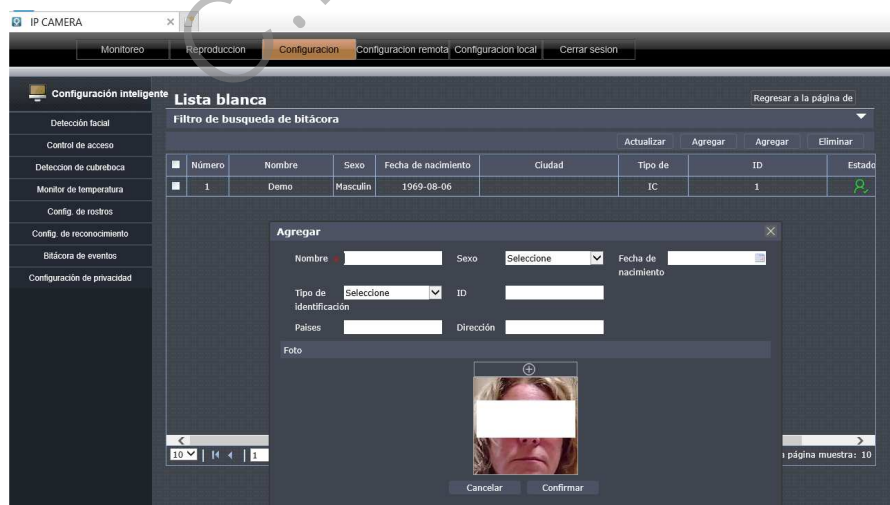 IP CAMERA
Monitoreo Reproduccion Configuracion Configuracion remota Configuracion local Cerrar sesion
Configuración inteligente
Detección facial
Control de acceso
Deteccion de cubreboca
Monitor de temperatura
Config. de rostros
Config. de reconocimiento
Bitácora de eventos
Configuración de privacidad
Lista blanca Regresar a la página de
Filtro de busqueda de bitácora
Actualizar Agregar Agregar Eliminar
Número Nombre Sexo Fecha de nacimiento Ciudad Tipo de ID Estado
1 Demo Masculin 1969-08-06 IC 1
Agregar
Nombre Sexo Seleccione Fecha de
nacimiento
Tipo de Seleccione ID
identificación
Paises Dirección
Foto
10 1 página muestra: 10
Cancelar Confirmar